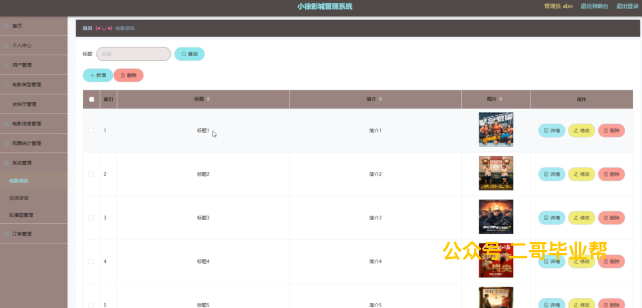 小徐影城管理系统
管理员 abo 退出到前台 退出登录
首页 (●'◡'●) 电影资讯
首页
个人中心
用户管理
电影类型管理
放映厅管理
电影信息管理
购票统计管理
系统管理
电影资讯
在线咨询
轮播图管理
订单管理
标题 标题 查询
新增 删除
索引 标题 简介 图片 操作
1 标题1 简介1 详情 修改 删除
2 标题2 简介2 详情 修改 删除
3 标题3 简介3 详情 修改 删除
4 标题4 简介4 详情 修改 删除
5 标题5 简介5 详情 修改 删除
公众号 二哥毕业帮